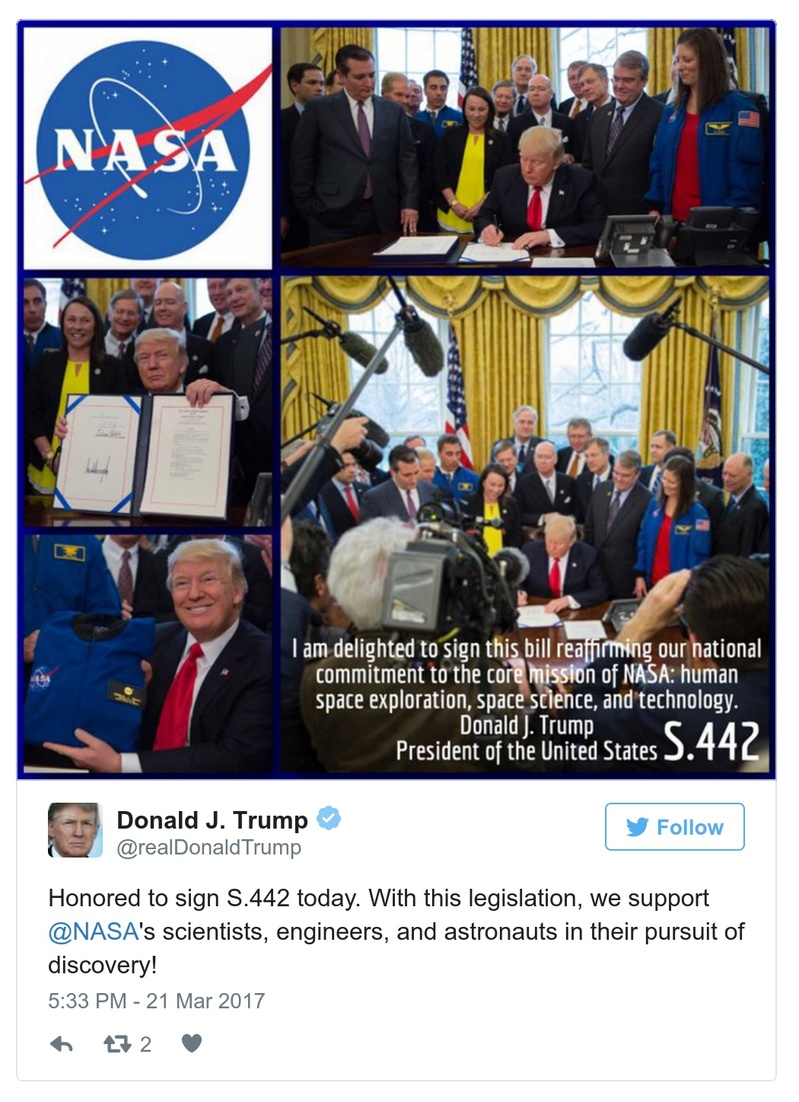 NASA
NASA
I am delighted to sign this bill reaffirming our national
commitment to the core mission of NASA: human
space exploration, space science, and technology.
Donald J. Trump
President of the United States S.442
Donald J. Trump
@realDonaldTrump
Follow
Honored to sign S.442 today. With this legislation, we support
@NASA's scientists, engineers, and astronauts in their pursuit of
discovery!
5:33 PM - 21 Mar 2017
2